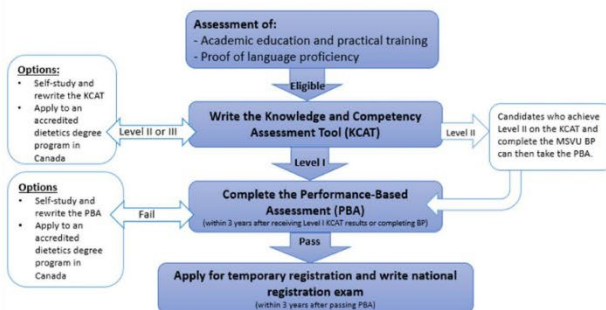 Assessment of:
- Academic education and practical training
- Proof of language proficiency
Eligible
Options:
• Self-study and
rewrite the KCAT
• Apply to an
accredited
dietetics degree
program in
Canada
Level II or III
Write the Knowledge and Competency
Assessment Tool (KCAT)
Level II
Candidates who achieve
Level II on the KCAT and
complete the MSVU BP
can then take the PBA.
Level I
Options
• Self-study and
rewrite the PBA
• Apply to an
accredited
dietetics degree
program in
Canada
Fail
Complete the Performance-Based
Assessment (PBA)
(within 3 years after receiving Level I KCAT results or completing BP)
Pass
Apply for temporary registration and write national
registration exam
(within 3 years after passing PBA)